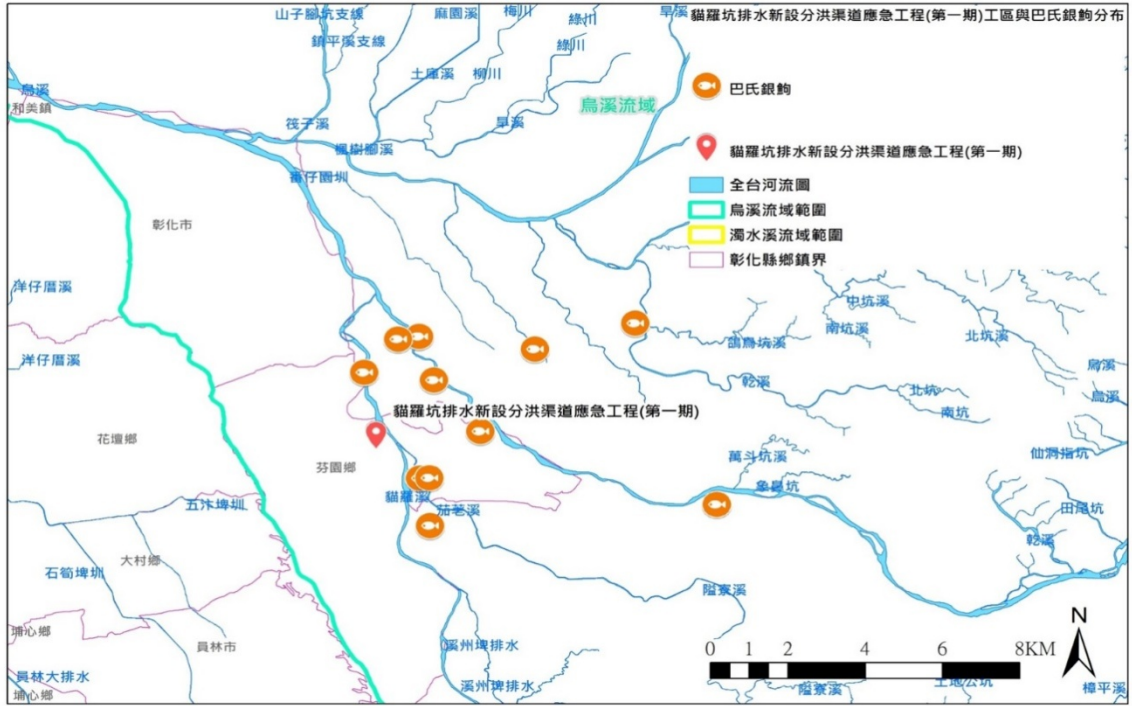 貓羅坑排水新設分洪渠道應急工程(第一期)工區與巴氏銀鮈分布
山子腳坑支線
麻園溪
梅川
旱溪
綠川
鎮平溪支線
綠川
土庫溪
柳川
巴氏銀鮈
烏溪
烏溪流域
和美鎮
筏子溪
旱溪
楓樹腳溪
貓羅坑排水新設分洪渠道應急工程(第一期)
番仔園圳
全台河流圖
烏溪流域範圍
彰化市
濁水溪流域範圍
彰化縣鄉鎮界
洋仔厝溪
中坑溪
南坑溪
北坑溪
洋仔厝溪
烏溪
乾溪
北坑
烏溪
貓羅坑排水新設分洪渠道應急工程(第一期)
南坑
花壇鄉
芬園鄉
萬斗坑溪
仙洞指坑
象鼻坑
貓羅溪
五汴埤圳
茄荖溪
田尾坑
乾溪
大村鄉
石筍埤圳
隘寮溪
N
埔心鄉
員林市
溪州埤排水
0 1 2 4 6 8KM
員林大排水
溪州埤排水
隘寮溪
土地公坑
樟平溪
埔心鄉